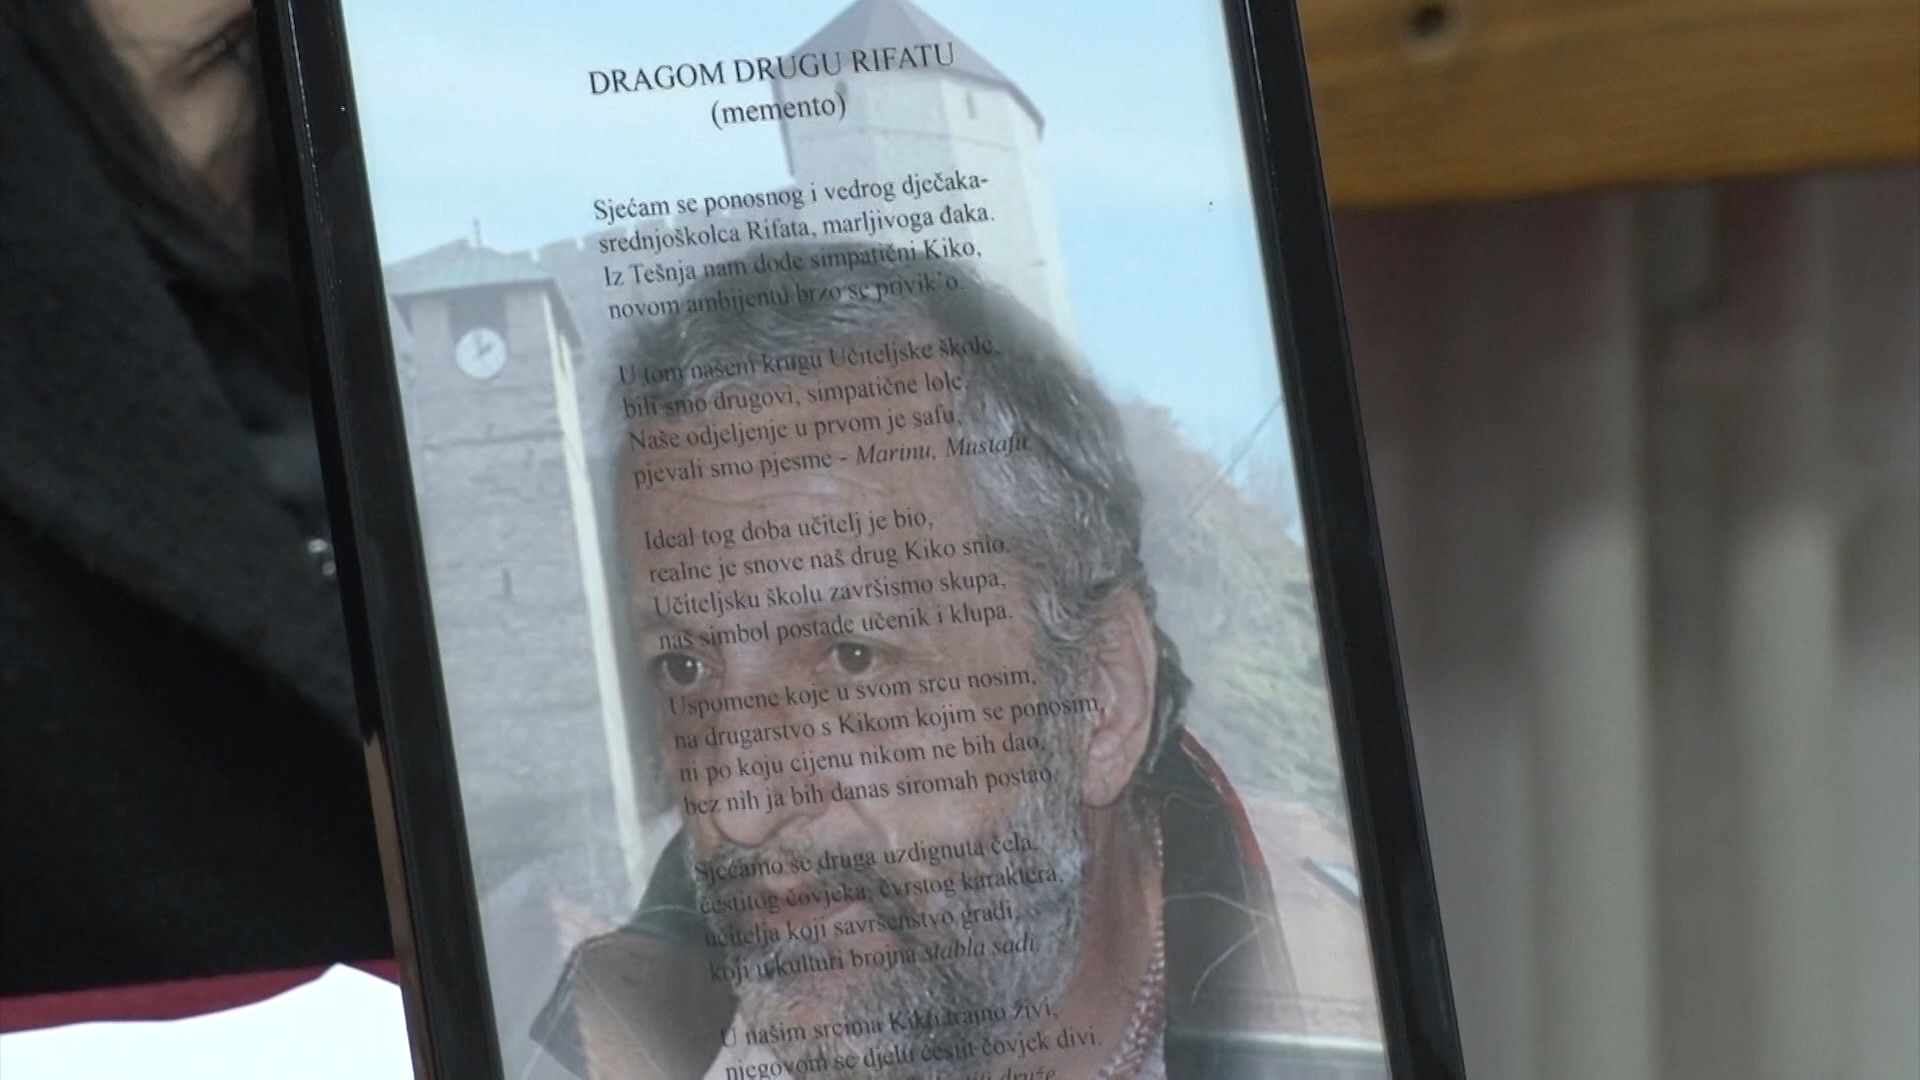 DRAGOM DRUGU RIFATU
(memento)
Sjećam se ponosnog i vedrog dječaka-
srednjoškolca Rifata, marljivoga đaka.
Iz Tešnja nam dođe simpatični Kiko,
novom ambijentu brzo se privik'o.
U tom našem krugu Učiteljske škole,
bili smo drugovi, simpatične lole.
Naše odjeljenje u prvom je safu,
pjevali smo pjesme - Marinu, Mustafu.
Ideal tog doba učitelj je bio,
realne je snove naš drug Kiko snio.
Učiteljsku školu završismo skupa,
naš simbol postade učenik i klupa.
Uspomene koje u svom srcu nosim,
na drugarstvo s Kikom kojim se ponosim,
ni po koju cijenu nikom ne bih dao,
bez nih ja bih danas siromah postao.
Sjećamo se druga uzdignuta čela,
čestitog čovjeka, čvrstog karaktera,
učitelja koji savršenstvo gradi,
koji u kulturi brojna stabla sadi.
U našim srcima Kiko trajno živi,
njegovom se djelu čestit čovjek divi.
druže